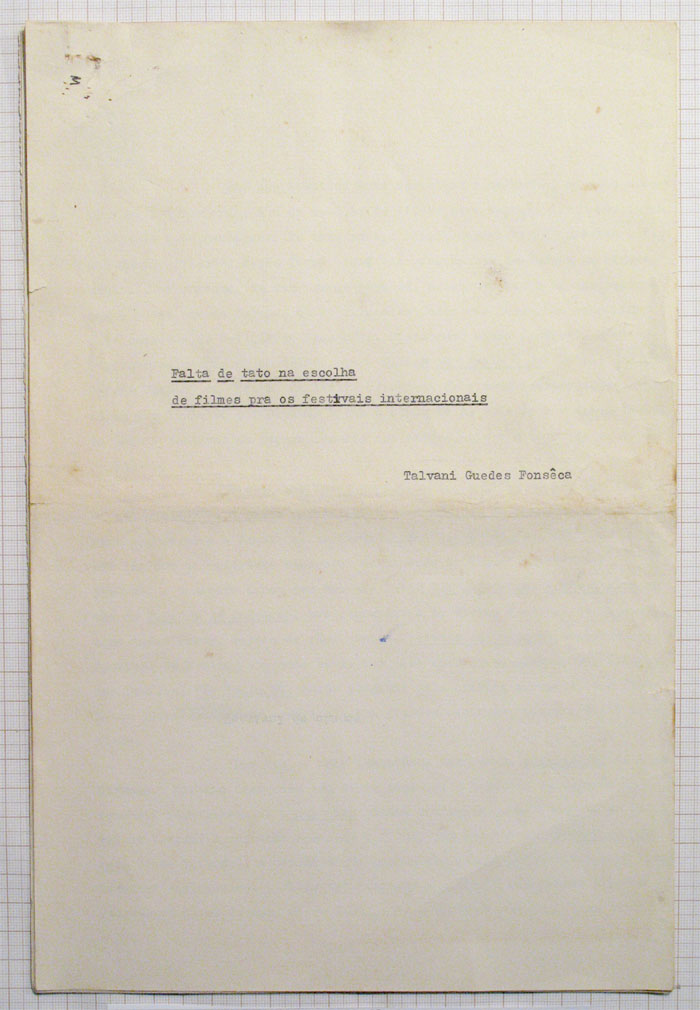 Falta de tato na escolha
de filmes pra os festivais internacionais
Talvani Guedes Fonsêca